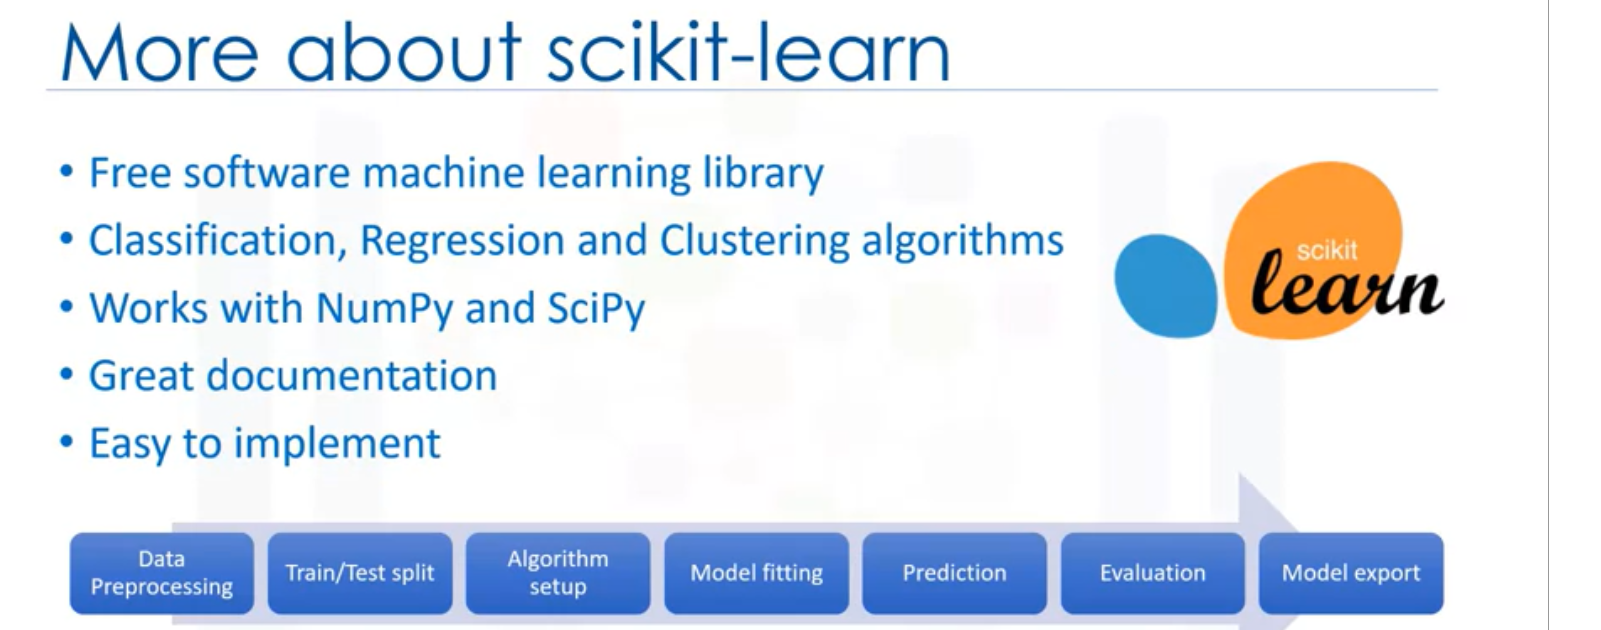 More about scikit-learn
• Free software machine learning library
• Classification, Regression and Clustering algorithms
• Works with NumPy and SciPy
• Great documentation
• Easy to implement
scikit
learn
Data
Preprocessing
Train/Test split
Algorithm
setup
Model fitting
Prediction
Evaluation
Model export